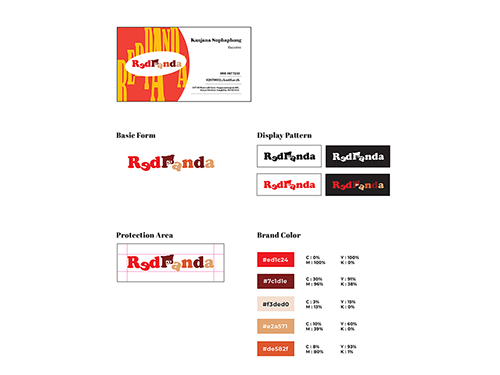 REDPANDA
RedPanda
Kanjana Suphaphong
Basic Form
RedPanda
Display Pattern
RedPanda
RedPanda
RedPanda
RedPanda
Protection Area
RedPanda
Brand Color
#ed1c24
C : 0% Y : 100%
M : 100% K : 0%
#7c1d1e
C : 30% Y : 91%
M : 96% K : 38%
#f3ded0
C : 3% Y : 15%
M : 13% K : 0%
#e2a571
C : 10% Y : 60%
M : 39% K : 0%
#de582f
C : 8% Y : 93%
M : 80% K : 1%